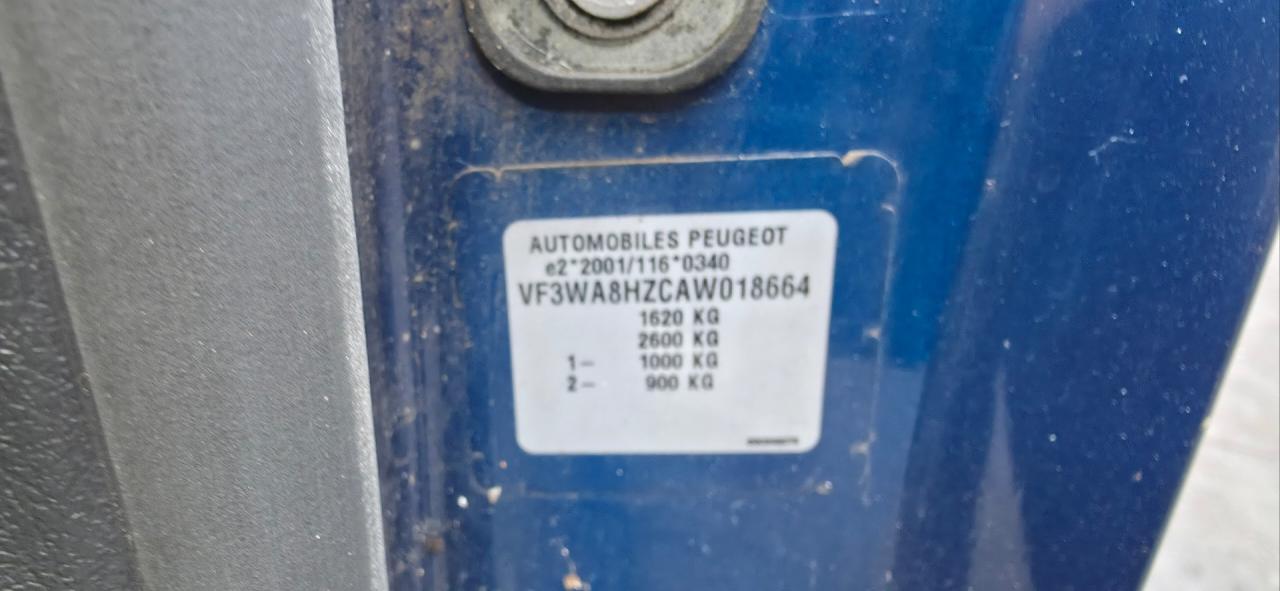 AUTOMOBILES PEUGEOT
e2*2001/116*0340
VF3WA8HZCAW018664
1620 KG
2600 KG
1- 1000 KG
2- 900 KG